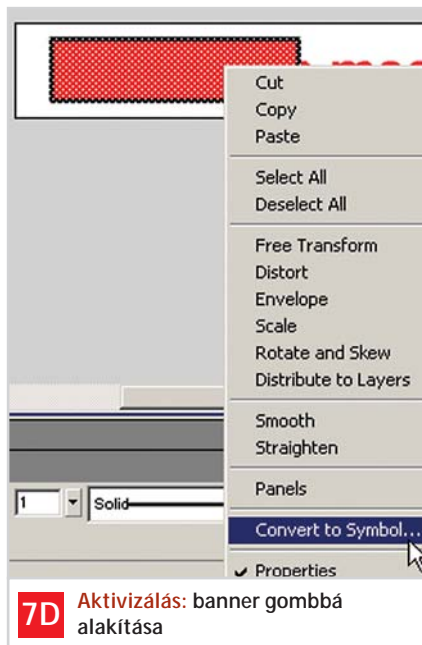 Cut
Copy
Paste
Select All
Deselect All
Free Transform
Distort
Envelope
Scale
Rotate and Skew
Distribute to Layers
Smooth
Straighten
Panels
1
Solid
Convert to Symbol...
Properties
7D
Aktivizálás: banner gombbá
alakítása